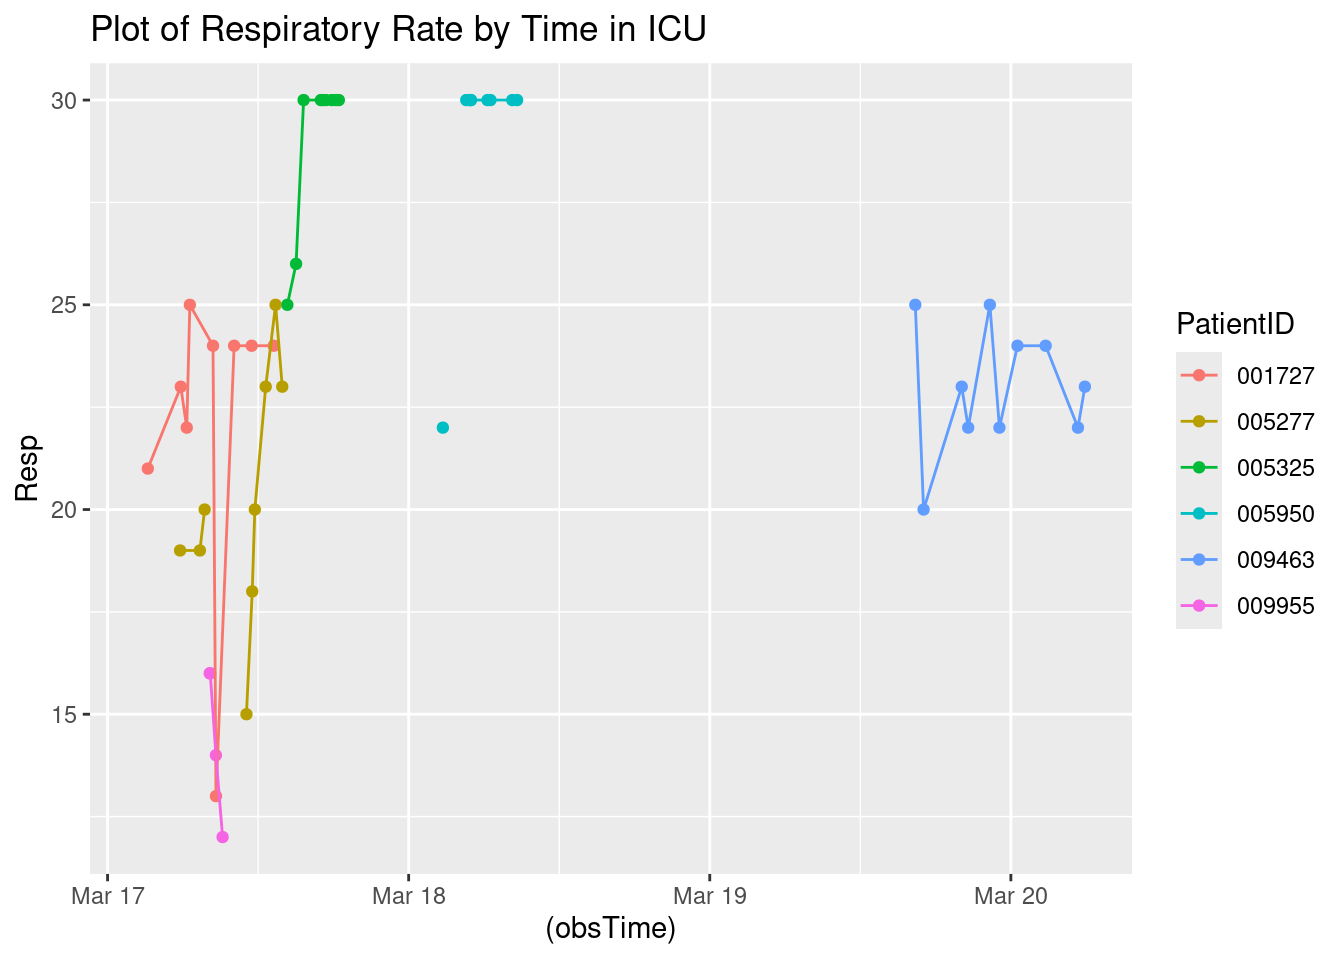 Plot of Respiratory Rate by Time in ICU
30
25
20
15
Resp
Mar 17
Mar 18
Mar 19
Mar 20
(obsTime)
PatientID
001727
005277
005325
005950
009463
009955